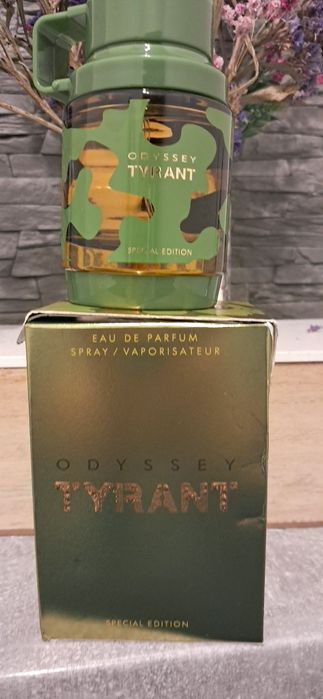 ODYSSEY
TYRANT
SPECIAL EDITION
EAU DE PARFUM
SPRAY / VAPORISATEUR
ODYSSEY
TYRANT
SPECIAL EDITION